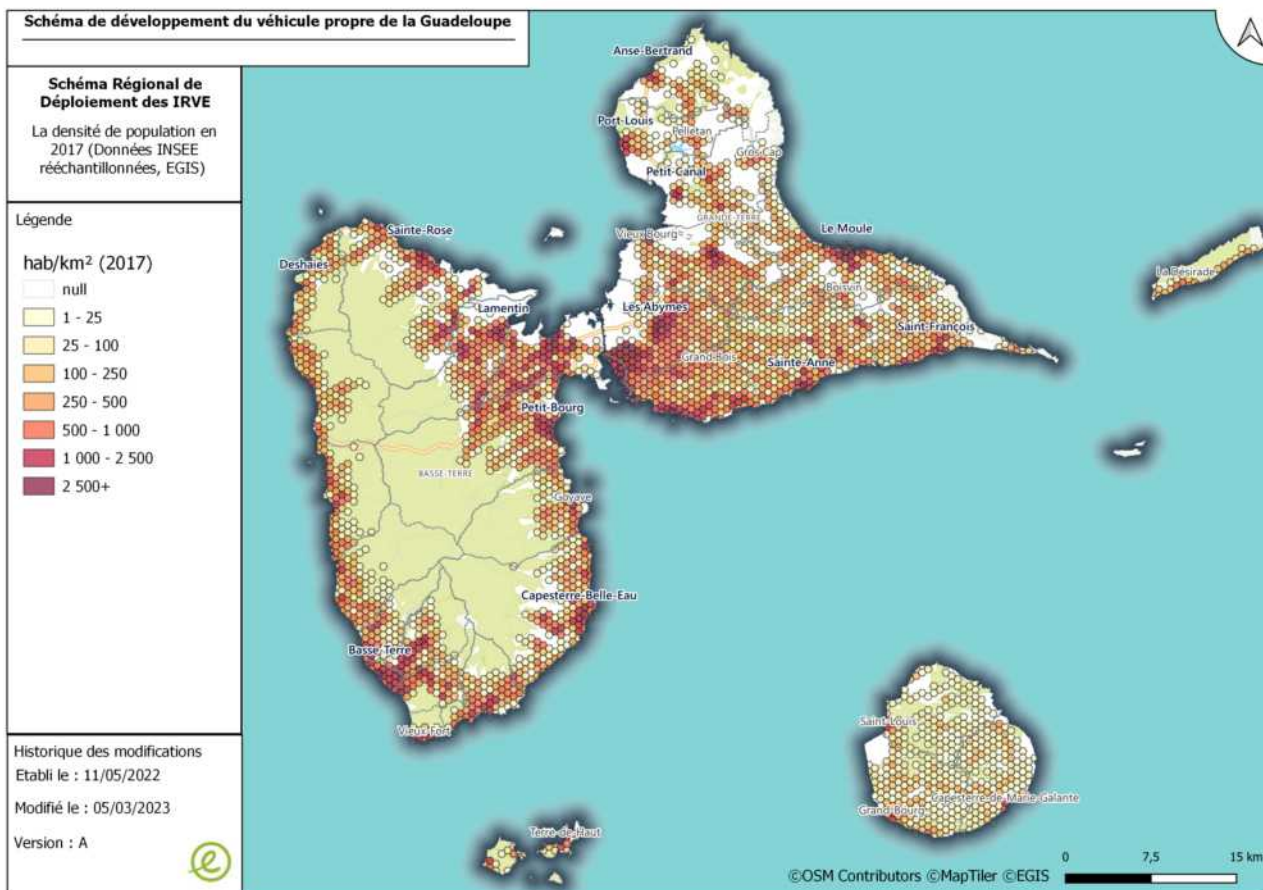 Schéma de développement du véhicule propre de la Guadeloupe
Schéma Régional de
Déploiement des IRVE
La densité de population en
2017 (Données INSEE
rééchantillonnées, EGIS)
Légende
hab/km² (2017)
null
1 - 25
25 - 100
100 - 250
250 - 500
500 - 1 000
1 000 - 2 500
2 500+
Historique des modifications
Etabli le : 11/05/2022
Modifié le : 05/03/2023
Version : A
Anse-Bertrand
Port-Louis
Pelletan
Gros-Cap
Petit-Canal
GRANDE-TERRE
Vieux Bourg
Le Moule
Sainte-Rose
Deshaies
La Désirade
Boisvin
Lamentin
Les Abymes
Saint-François
Grand-Bois
Sainte-Anne
Petit-Bourg
BASSE-TERRE
Goyave
Capesterre-Belle-Eau
Basse-Terre
Vieux-Fort
Saint-Louis
Capesterre-de-Marie-Galante
Grand-Bourg
Terre-de-Haut
0 7,5 15 km
©OSM Contributors ©MapTiler ©EGIS